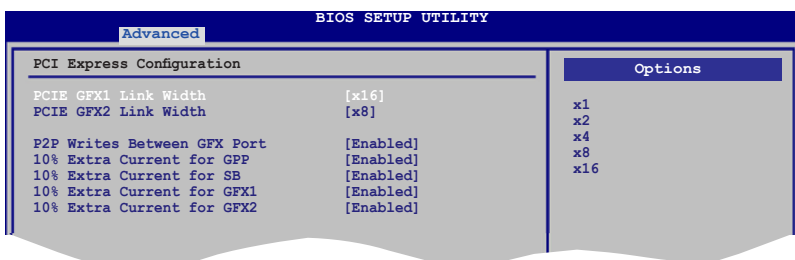 BIOS SETUP UTILITY
Advanced
PCI Express Configuration
PCIE GFX1 Link Width [x16]
PCIE GFX2 Link Width [x8]
P2P Writes Between GFX Port [Enabled]
10% Extra Current for GPP [Enabled]
10% Extra Current for SB [Enabled]
10% Extra Current for GFX1 [Enabled]
10% Extra Current for GFX2 [Enabled]
Options
x1
x2
x4
x8
x16